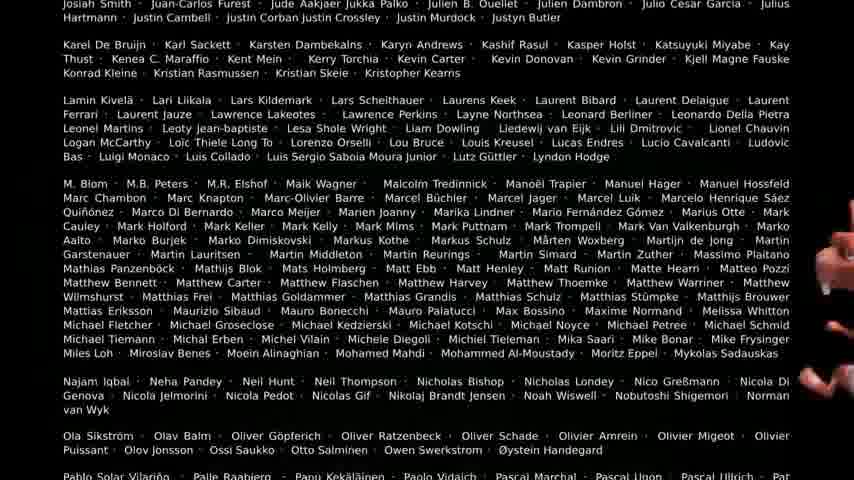 Josiah Smith · Juan-Carlos Furest · Jude Aakjaer Jukka Palko · Julien B. Ouellet · Julien Dambron · Julio Cesar Garcia · Julius
Hartmann · Justin Cambell · Justin Corban Justin Crossley · Justin Murdock · Justyn Butler
Karel De Bruijn · Karl Sackett · Karsten Dambekalns · Karyn Andrews · Kashif Rasul · Kasper Holst · Katsuyuki Miyabe · Kay
Thust · Kenea C. Maraffio · Kent Mein · Kerry Torchia · Kevin Carter · Kevin Donovan · Kevin Grinder · Kjell Magne Fauske
Konrad Kleine · Kristian Rasmussen · Kristian Skeie · Kristopher Kearns
Lamin Kivelä · Lari Liikala · Lars Kildemark · Lars Scheithauer · Laurens Keek · Laurent Bibard · Laurent Delaigue · Laurent
Ferrari · Laurent Jauze · Lawrence Lakeotes · Lawrence Perkins · Layne Northsea · Leonard Berliner · Leonardo Della Pietra
Leonel Martins · Leoty Jean-baptiste · Lesa Shole Wright · Liam Dowling Liedewij van Eijk · Lili Dmitrovic · Lionel Chauvin
Logan McCarthy · Loïc Thiele Long To · Lorenzo Orselli · Lou Bruce · Louis Kreusel · Lucas Endres · Lucio Cavalcanti · Ludovic
Bas · Luigi Monaco · Luis Collado · Luis Sergio Saboia Moura Junior · Lutz Güttler · Lyndon Hodge
M. Blom · M.B. Peters · M.R. Elshof · Maik Wagner · Malcolm Tredinnick · Manoël Trapier · Manuel Hager · Manuel Hossfeld
Marc Chambon · Marc Knapton · Marc-Olivier Barre · Marcel Büchler · Marcel Jager · Marcel Luik · Marcelo Henrique Sáez
Quiñónez · Marco Di Bernardo · Marco Meijer · Marien Joanny · Marika Lindner · Mario Fernández Gómez · Marius Otte · Mark
Cauley · Mark Holford · Mark Keller · Mark Kelly · Mark Mims · Mark Puttnam · Mark Trompell · Mark Van Valkenburgh · Marko
Aalto · Marko Burjek · Marko Dimiskovski · Markus Kothe · Markus Schulz · Mårten Woxberg · Martijn de Jong · Martin
Garstenauer · Martin Lauritsen · Martin Middleton · Martin Reurings · Martin Simard · Martin Zuther · Massimo Plaitano
Mathias Panzenböck · Mathijs Blok · Mats Holmberg · Matt Ebb · Matt Henley · Matt Runion · Matte Hearn · Matteo Pozzi
Matthew Bennett · Matthew Carter · Matthew Flaschen · Matthew Harvey · Matthew Thoemke · Matthew Warriner · Matthew
Wilmshurst · Matthias Frei · Matthias Goldammer · Matthias Grandis · Matthias Schulz · Matthias Stümpke · Matthijs Brouwer
Mattias Eriksson · Maurizio Sibaud · Mauro Bonecchi · Mauro Palatucci · Max Bossino · Maxime Normand · Melissa Whitton
Michael Fletcher · Michael Groseclose · Michael Kedzierski · Michael Kotschi · Michael Noyce · Michael Petree · Michael Schmid
Michael Tiemann · Michal Erben · Michel Vilain · Michele Diegoli · Michiel Tieleman · Mika Saari · Mike Bonar · Mike Frysinger
Miles Loh · Miroslav Benes · Moein Alinaghian · Mohamed Mahdi · Mohammed Al-Moustady · Moritz Eppel · Mykolas Sadauskas
Najam Iqbal · Neha Pandey · Neil Hunt · Neil Thompson · Nicholas Bishop · Nicholas Londey · Nico Greßmann · Nicola Di
Genova · Nicola Jelmorini · Nicola Pedot · Nicolas Gif · Nikolaj Brandt Jensen · Noah Wiswell · Nobutoshi Shigemori · Norman
van Wyk
Ola Sikström · Olav Balm · Oliver Göpferich · Oliver Ratzenbeck · Oliver Schade · Olivier Amrein · Olivier Migeot · Olivier
Puissant · Olov Jonsson · Ossi Saukko · Otto Salminen · Owen Swerkstrom · Øystein Handegard
Pablo Solar Vilariño · Palle Raabjerg · Papu Kekäläinen · Paolo Vidaich · Pascal Marchal · Pascal Ugon · Pascal Ullrich · Pat